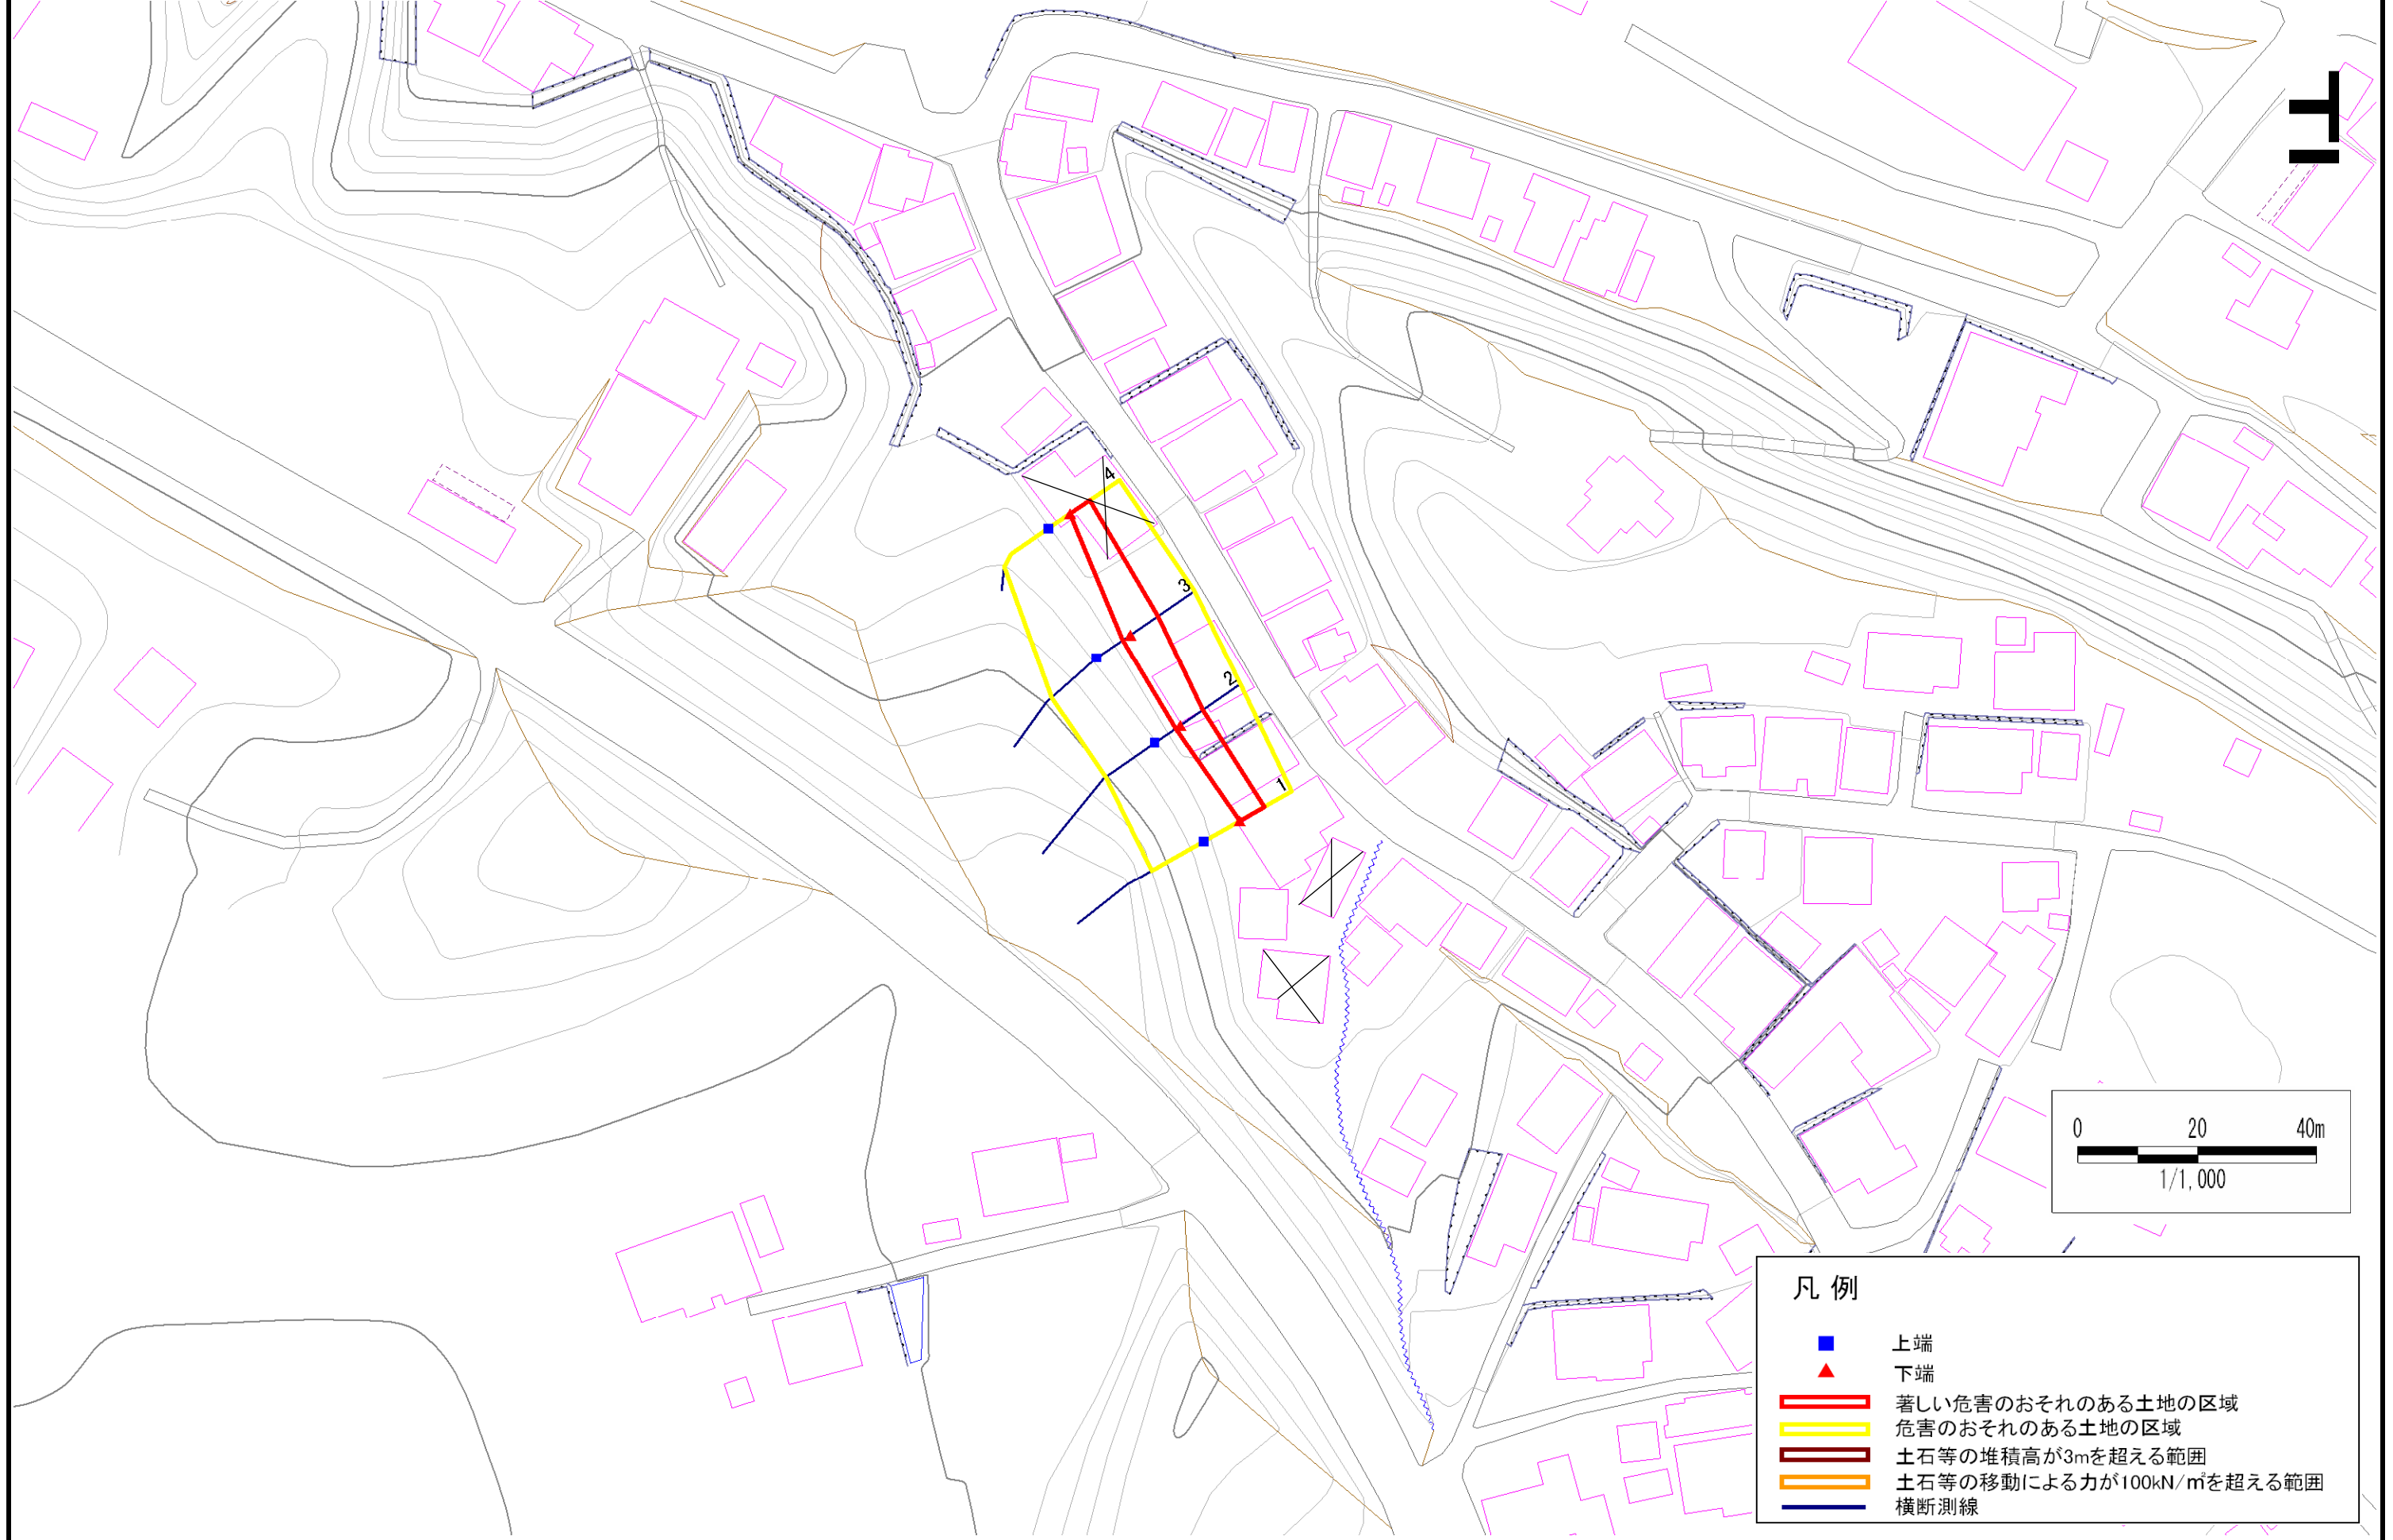 4
3
2
1
0 20 40m
1/1,000
凡 例
上端
下端
著しい危害のおそれのある土地の区域
危害のおそれのある土地の区域
土石等の堆積高が3mを超える範囲
土石等の移動による力が100kN/㎡を超える範囲
横断測線